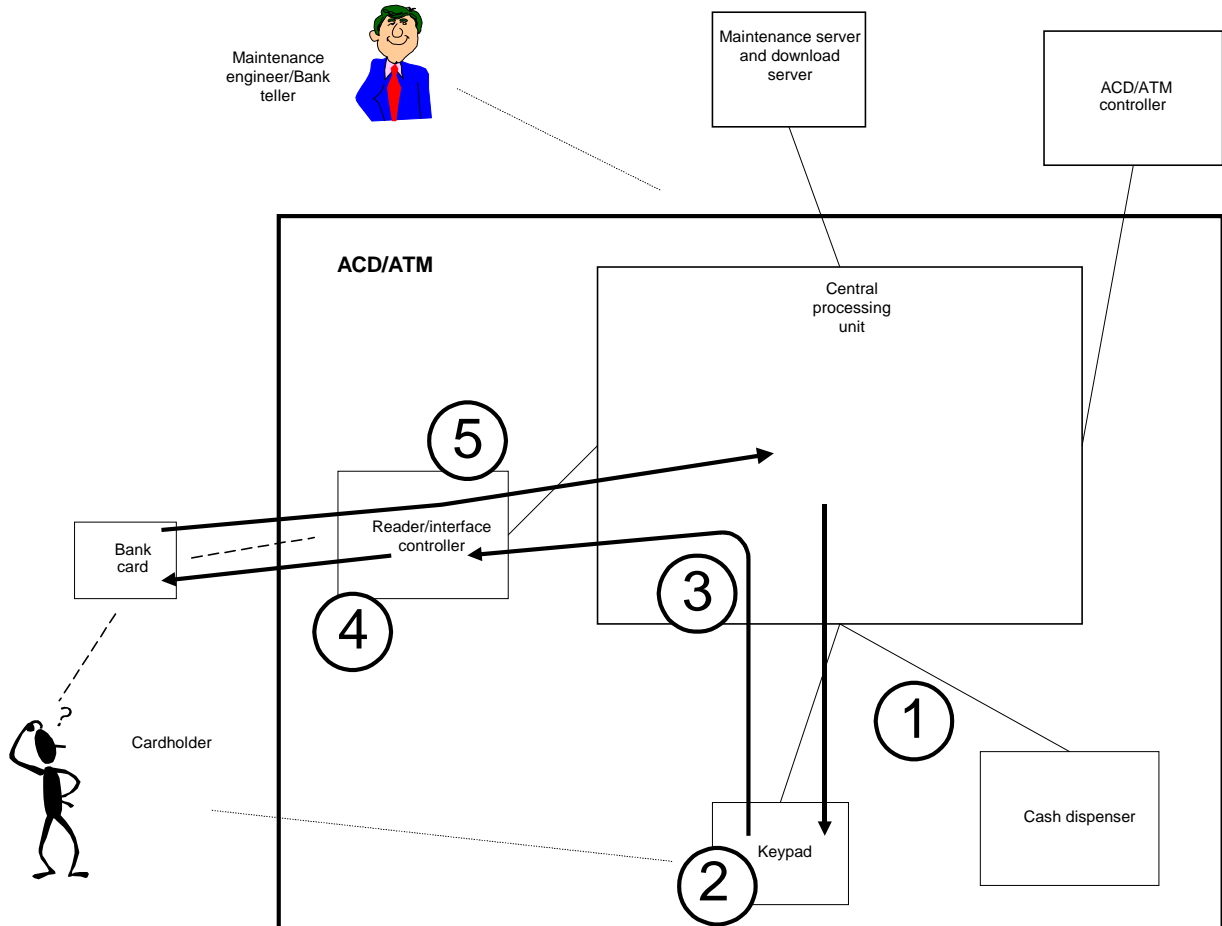 Maintenance
engineer/Bank
teller
Maintenance server
and download
server
ACD/ATM
controller
ACD/ATM
Central
processing
unit
5
Bank
card
Reader/interface
controller
3
4
?
Cardholder
1
Cash dispenser
Keypad
2